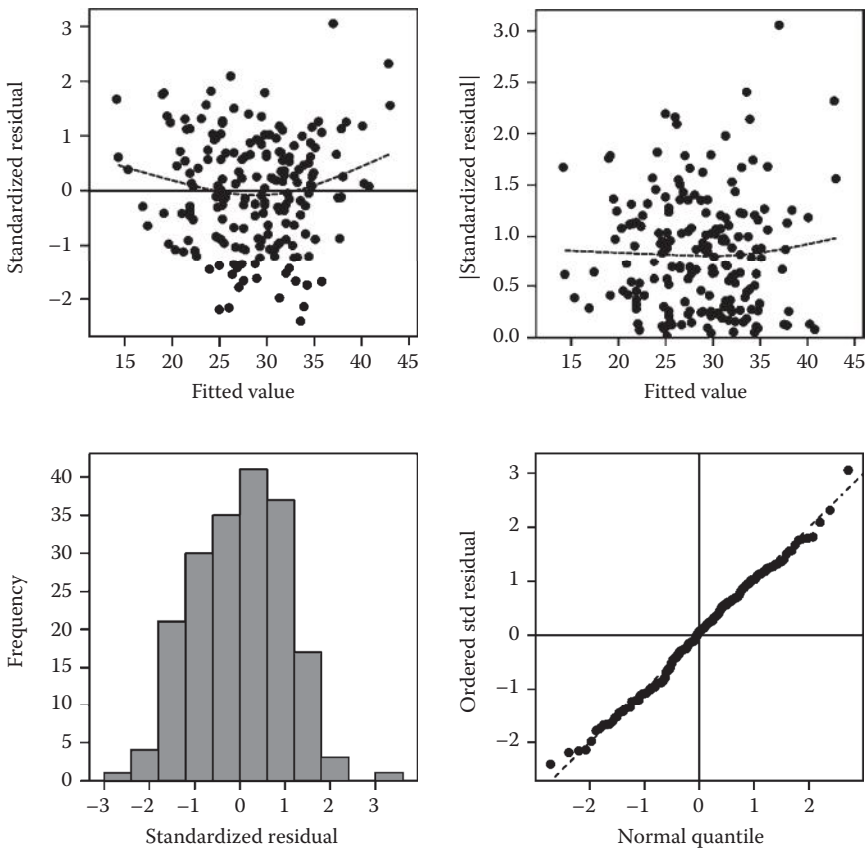 3
2
1
0
−1
−2
Standardized residual
15 20 25 30 35 40 45
Fitted value
3.0
2.5
2.0
1.5
1.0
0.5
0.0
|Standardized residual|
15 20 25 30 35 40 45
Fitted value
40
35
30
25
20
15
10
5
0
Frequency
−3 −2 −1 0 1 2 3
Standardized residual
3
2
1
0
−1
−2
Ordered std residual
−2 −1 0 1 2
Normal quantile